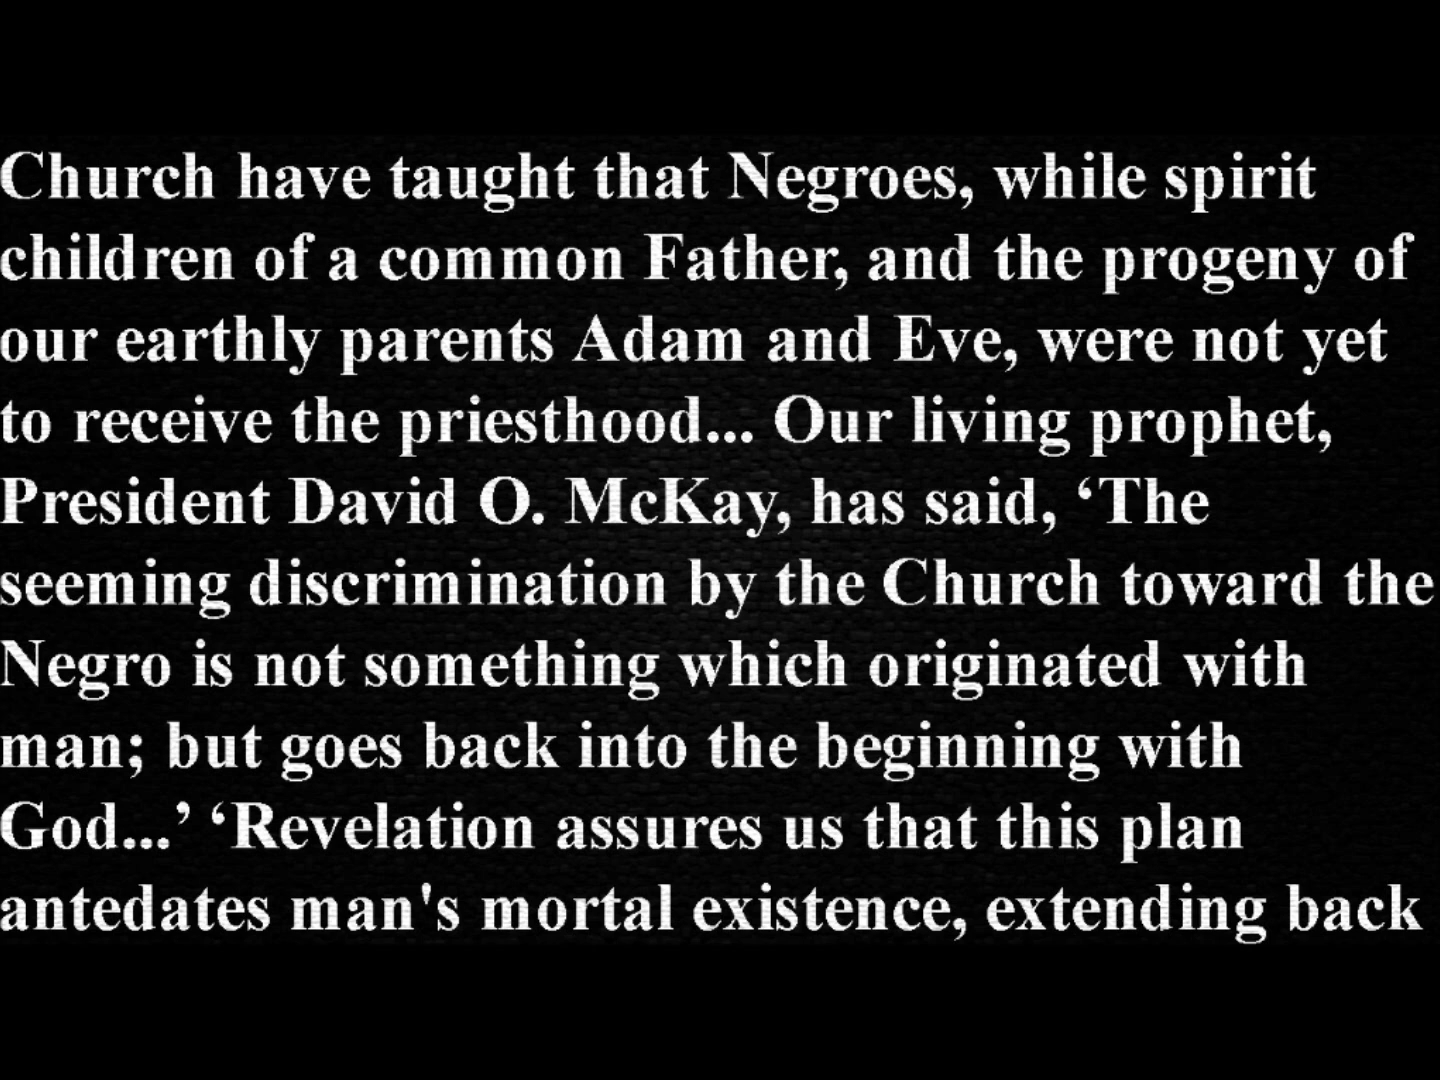 Church have taught that Negroes, while spirit
children of a common Father, and the progeny of
our earthly parents Adam and Eve, were not yet
to receive the priesthood... Our living prophet,
President David O. McKay, has said, ‘The
seeming discrimination by the Church toward the
Negro is not something which originated with
man; but goes back into the beginning with
God...’ ‘Revelation assures us that this plan
antedates man's mortal existence, extending back